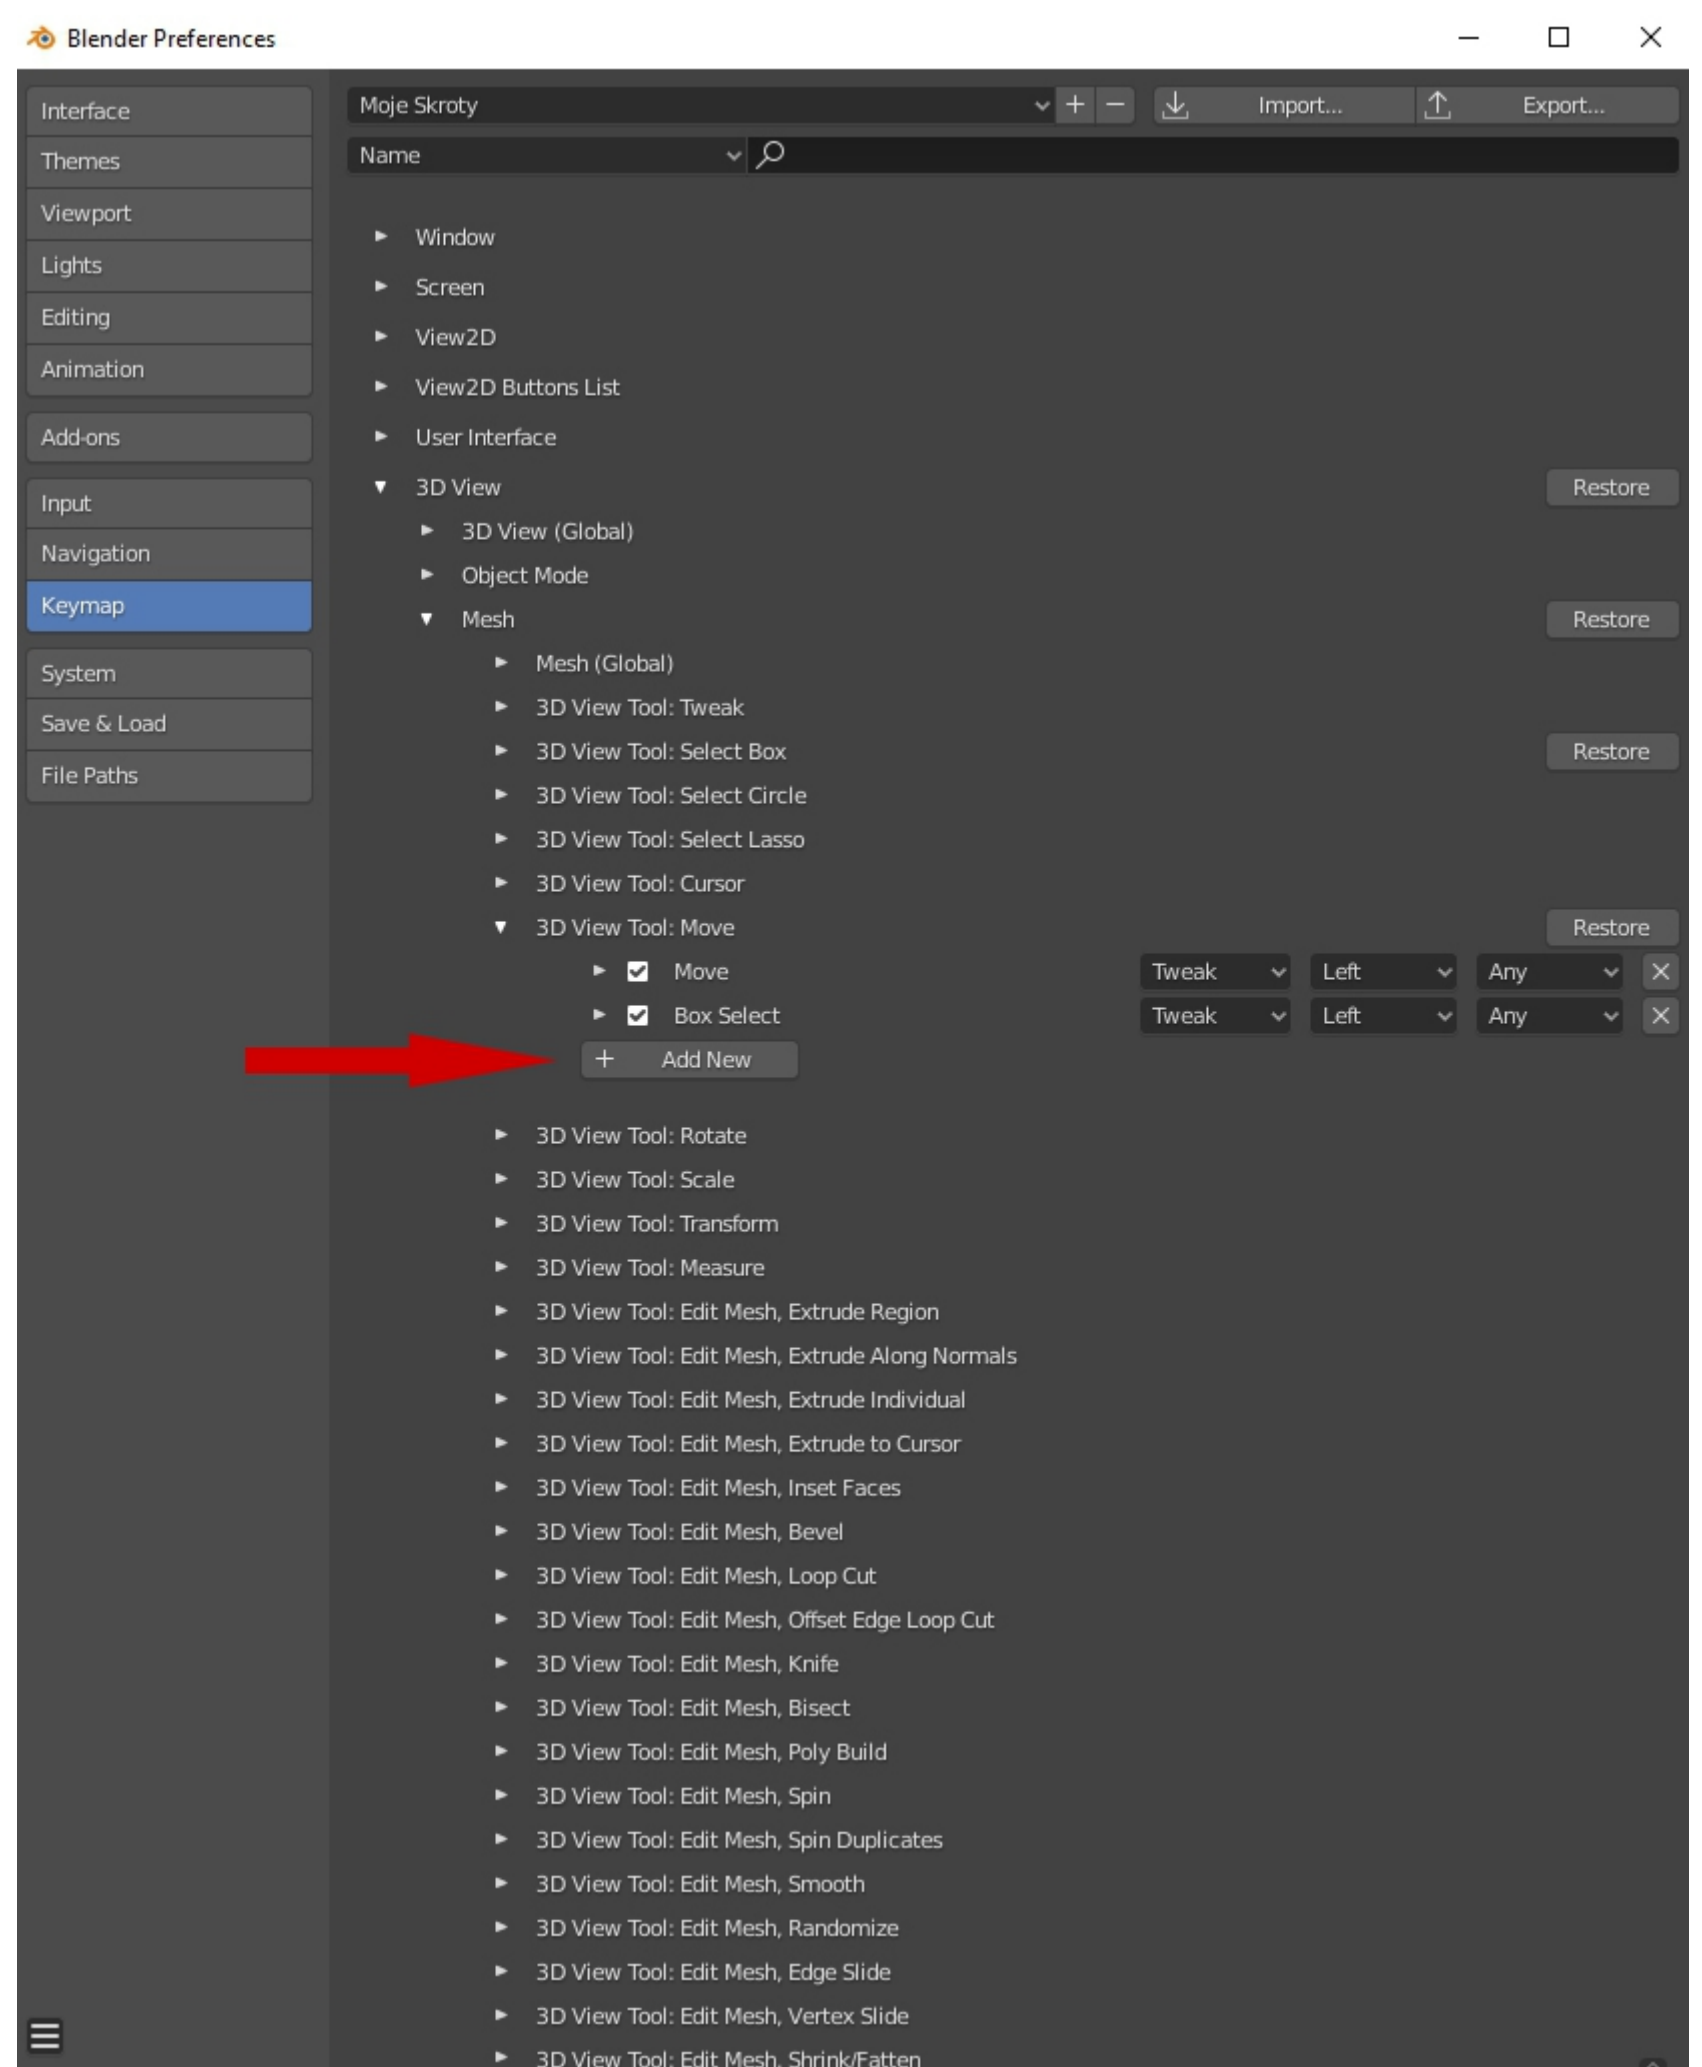 Blender Preferences
Interface
Themes
Viewport
Lights
Editing
Animation
Add-ons
Input
Navigation
Keymap
System
Save & Load
File Paths
Moje Skroty
Import...
Export...
Name
Window
Screen
View2D
View2D Buttons List
User Interface
3D View Restore
3D View (Global)
Object Mode
Mesh Restore
Mesh (Global)
3D View Tool: Tweak
3D View Tool: Select Box Restore
3D View Tool: Select Circle
3D View Tool: Select Lasso
3D View Tool: Cursor
3D View Tool: Move Restore
Move Tweak Left Any
Box Select Tweak Left Any
Add New
3D View Tool: Rotate
3D View Tool: Scale
3D View Tool: Transform
3D View Tool: Measure
3D View Tool: Edit Mesh, Extrude Region
3D View Tool: Edit Mesh, Extrude Along Normals
3D View Tool: Edit Mesh, Extrude Individual
3D View Tool: Edit Mesh, Extrude to Cursor
3D View Tool: Edit Mesh, Inset Faces
3D View Tool: Edit Mesh, Bevel
3D View Tool: Edit Mesh, Loop Cut
3D View Tool: Edit Mesh, Offset Edge Loop Cut
3D View Tool: Edit Mesh, Knife
3D View Tool: Edit Mesh, Bisect
3D View Tool: Edit Mesh, Poly Build
3D View Tool: Edit Mesh, Spin
3D View Tool: Edit Mesh, Spin Duplicates
3D View Tool: Edit Mesh, Smooth
3D View Tool: Edit Mesh, Randomize
3D View Tool: Edit Mesh, Edge Slide
3D View Tool: Edit Mesh, Vertex Slide
3D View Tool: Edit Mesh, Shrink/Fatten